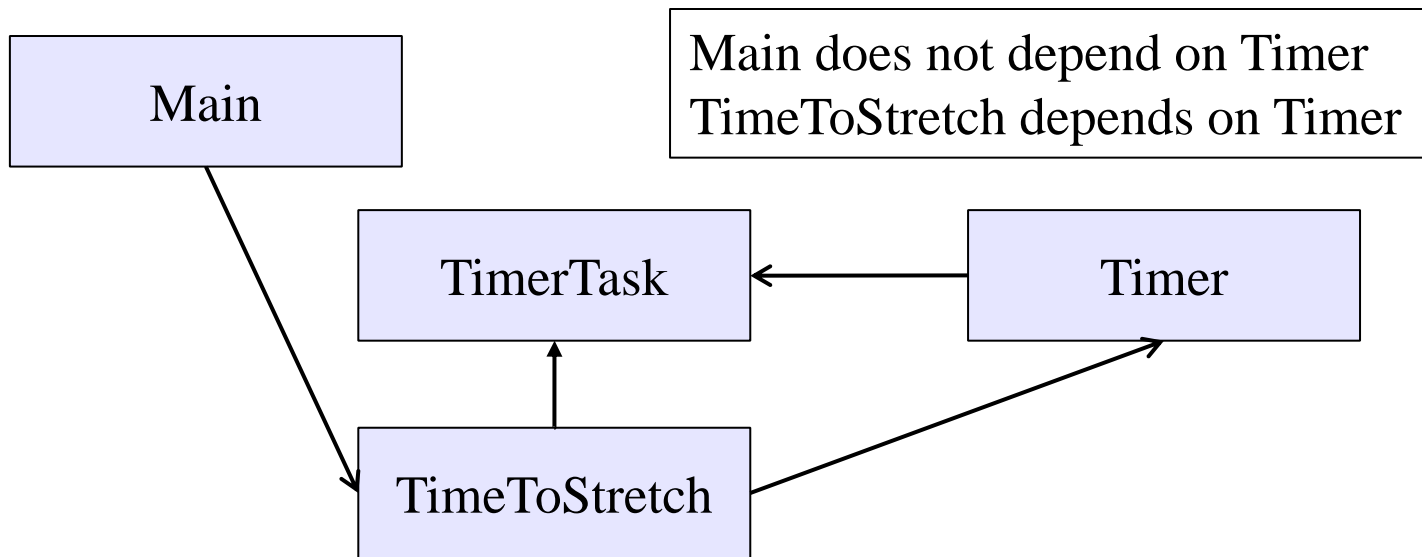 Main does not depend on Timer
TimeToStretch depends on Timer
Main
TimerTask
Timer
TimeToStretch